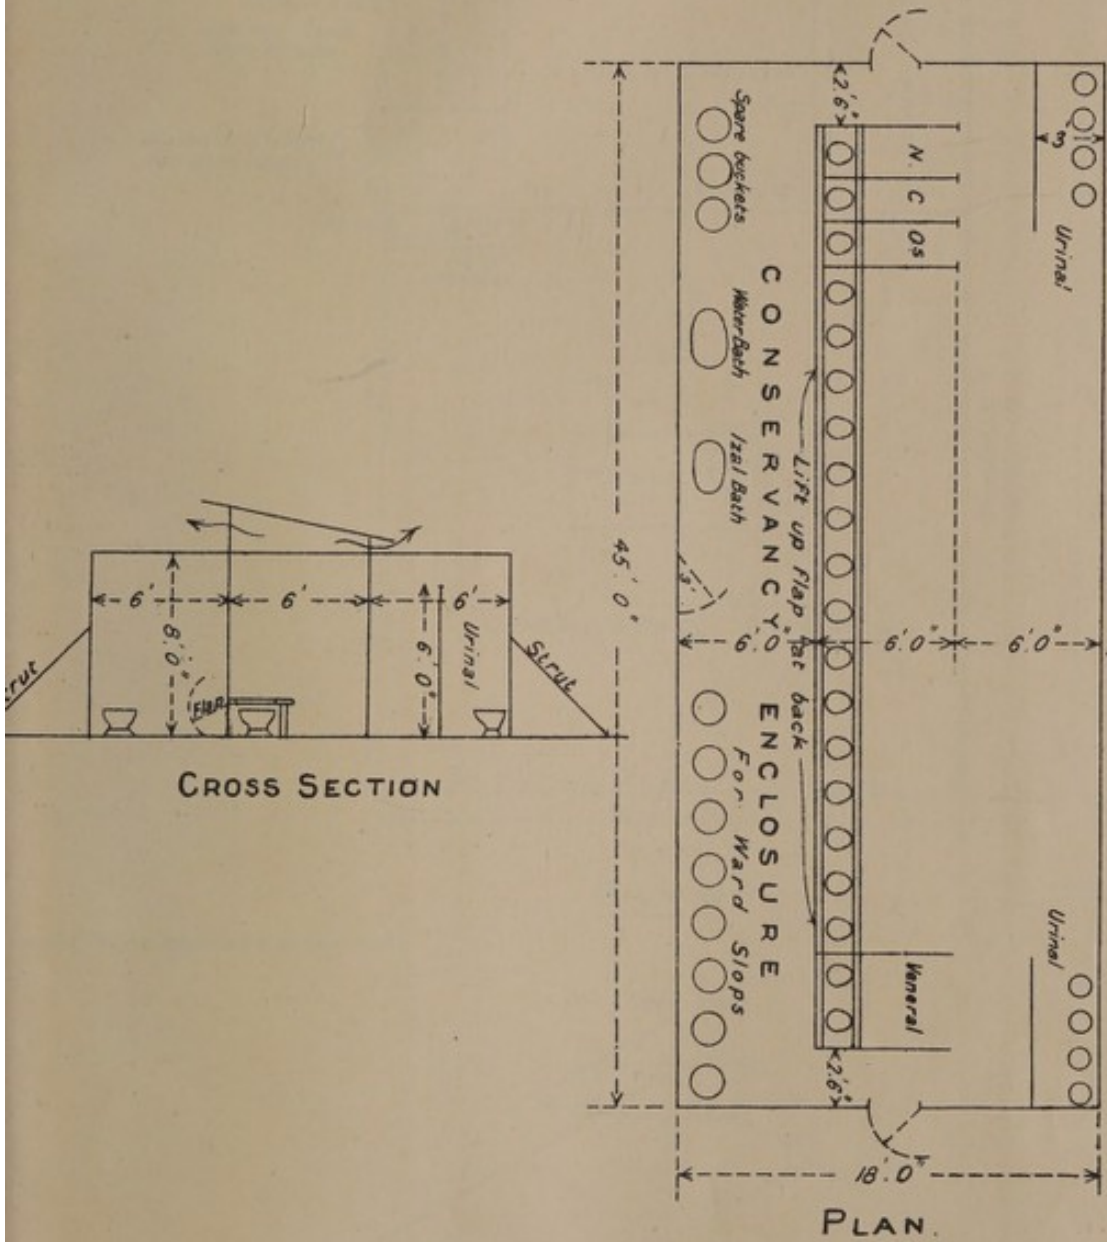 2'.6"
3'
Spare buckets
N.
C
Os
Urinal
CONSERVANCY ENCLOSURE
Water Bath
Izal Bath
Lift up flap at back
3'.
45'.0"
6'.0"
6'.0"
6'.0"
For Ward Slops
Veneral
Urinal
2'.6"
18'.0"
PLAN.
6'
6'
6'
8'.0"
6'.0"
Urinal
Flap
Strut
CROSS SECTION